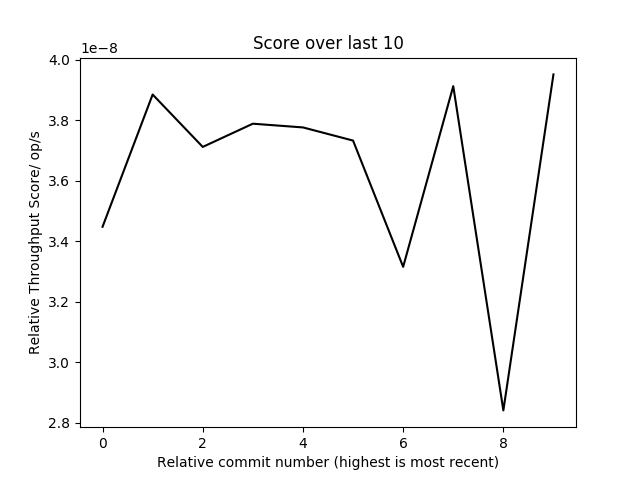 Score over last 10
1e−8
4.0
3.8
3.6
3.4
3.2
3.0
2.8
Relative Throughput Score/ op/s
0 2 4 6 8
Relative commit number (highest is most recent)